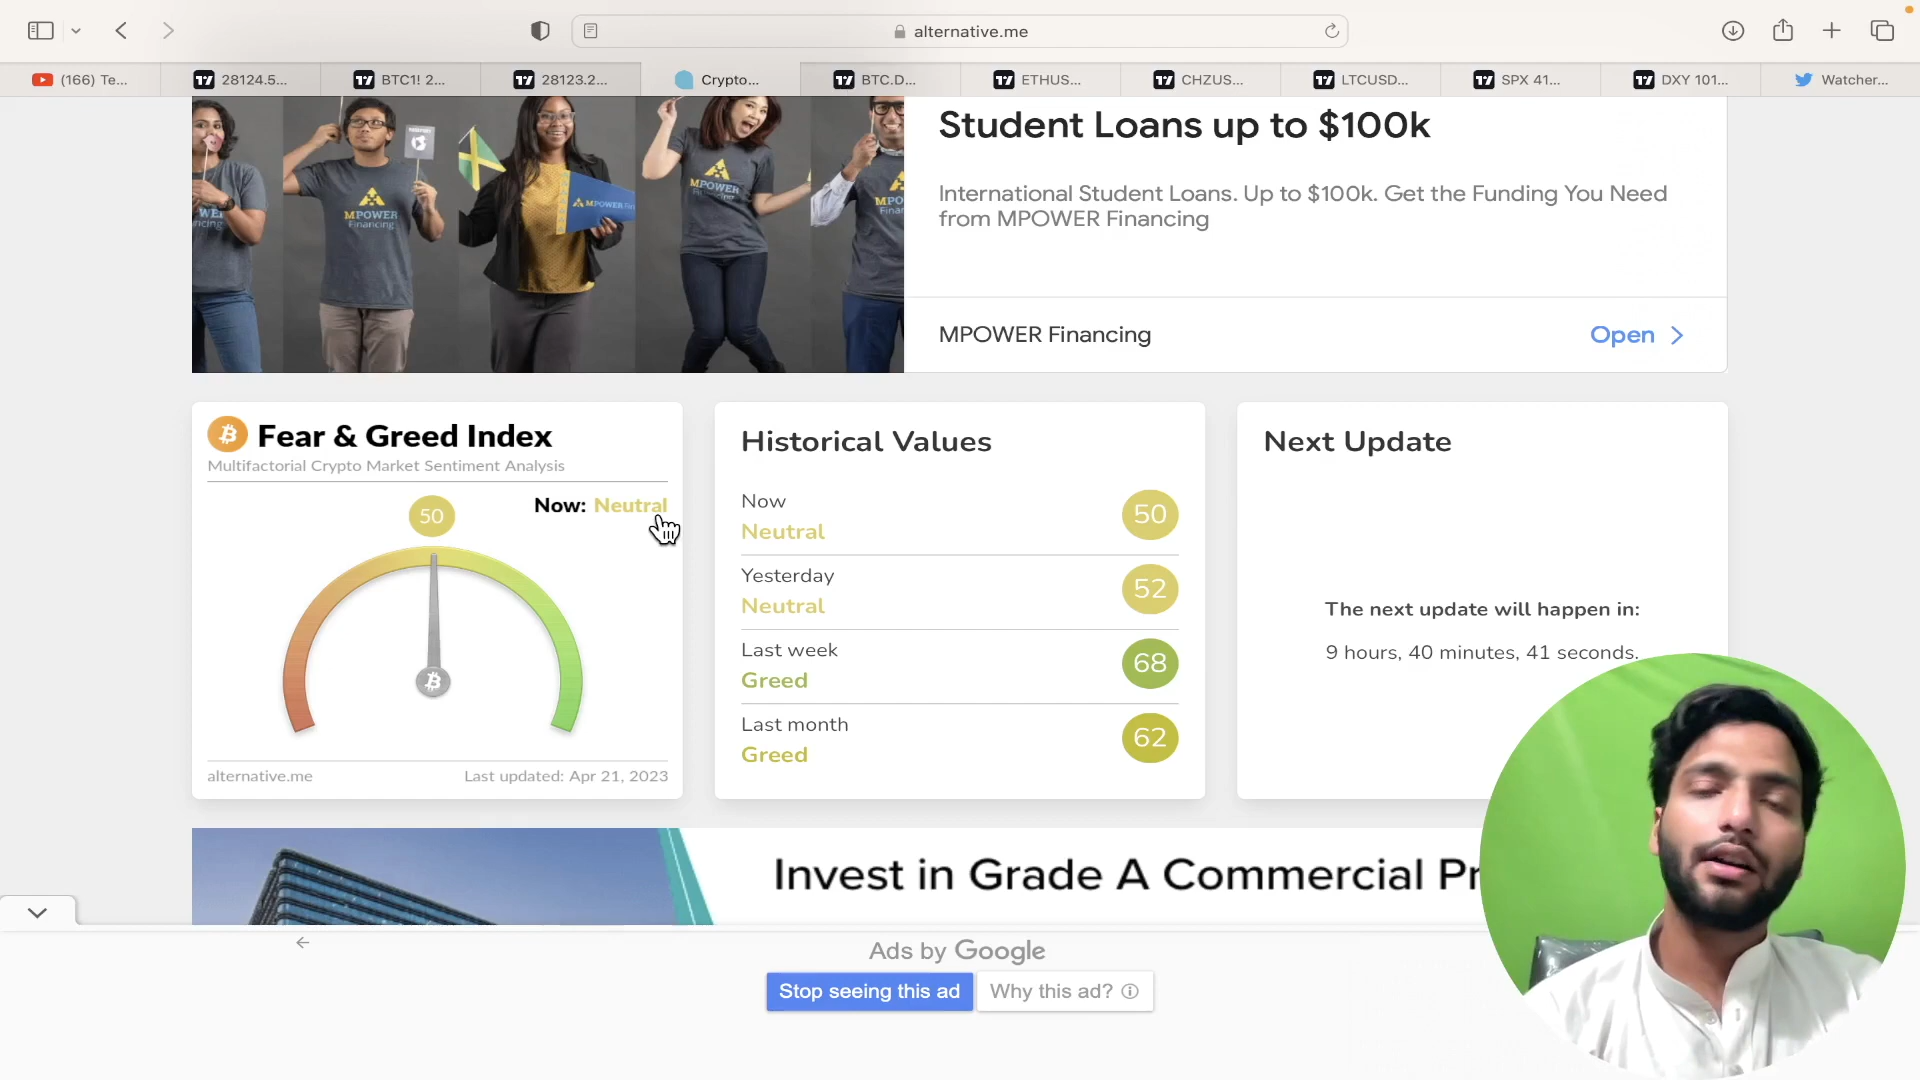 alternative.me
(166) Te...
28124.5...
BTC1! 2...
28123.2...
Crypto...
BTC.D...
ETHUS...
CHZUS...
LTCUSD...
SPX 41...
DXY 101...
Watcher...
MPOWER
Financing
MPOWER
Student Loans up to $100k
International Student Loans. Up to $100k. Get the Funding You Need
from MPOWER Financing
MPOWER Financing
Open
Fear & Greed Index
Multifactorial Crypto Market Sentiment Analysis
Now: Neutral
50
alternative.me
Last updated: Apr 21, 2023
Historical Values
Now
Neutral
50
Yesterday
Neutral
52
Last week
Greed
68
Last month
Greed
62
Next Update
The next update will happen in:
9 hours, 40 minutes, 41 seconds.
Invest in Grade A Commercial Pr
Ads by Google
Stop seeing this ad
Why this ad?